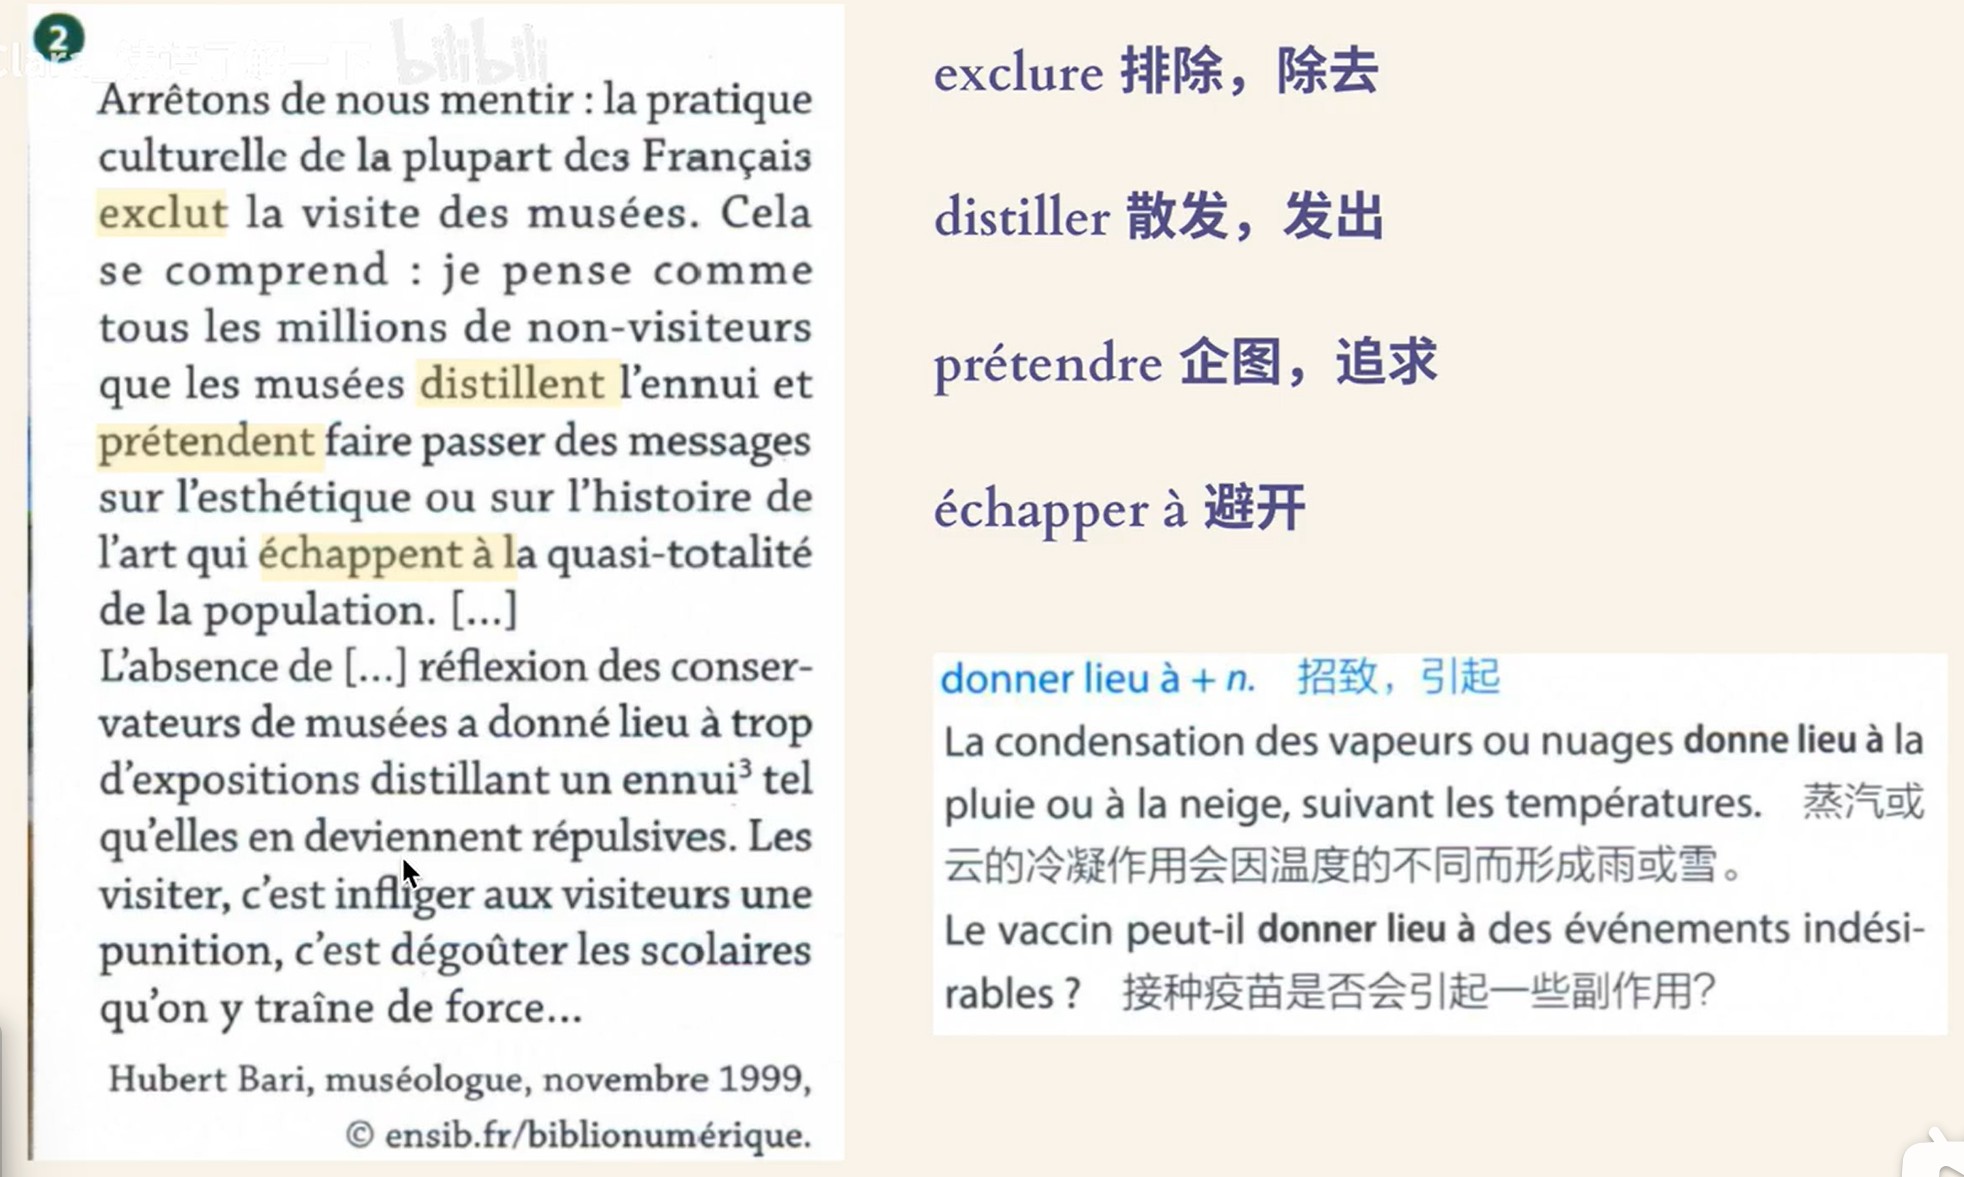 2
bilibili
Arrêtons de nous mentir : la pratique
culturelle de la plupart des Français
exclut la visite des musées. Cela
se comprend : je pense comme
tous les millions de non-visiteurs
que les musées distillent l'ennui et
prétendent faire passer des messages
sur l'esthétique ou sur l'histoire de
l'art qui échappent à la quasi-totalité
de la population. [...]
L'absence de [...] réflexion des conser-
vateurs de musées a donné lieu à trop
d'expositions distillant un ennui³ tel
qu'elles en deviennent répulsives. Les
visiter, c'est infliger aux visiteurs une
punition, c'est dégoûter les scolaires
qu'on y traîne de force...
Hubert Bari, muséologue, novembre 1999,
© ensib.fr/biblionumérique.
exclure 排除，除去
distiller 散发，发出
prétendre 企图，追求
échapper à 避开
donner lieu à + n. 招致，引起
La condensation des vapeurs ou nuages donne lieu à la
pluie ou à la neige, suivant les températures. 蒸汽或
云的冷凝作用会因温度的不同而形成雨或雪。
Le vaccin peut-il donner lieu à des événements indési-
rables ? 接种疫苗是否会引起一些副作用？